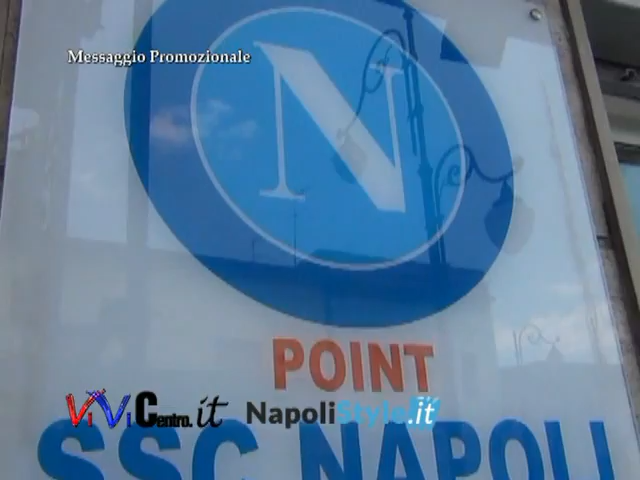 Messaggio Promozionale
N
POINT
ViViCentro.it NapoliStyle.it
SSC NAPOLI